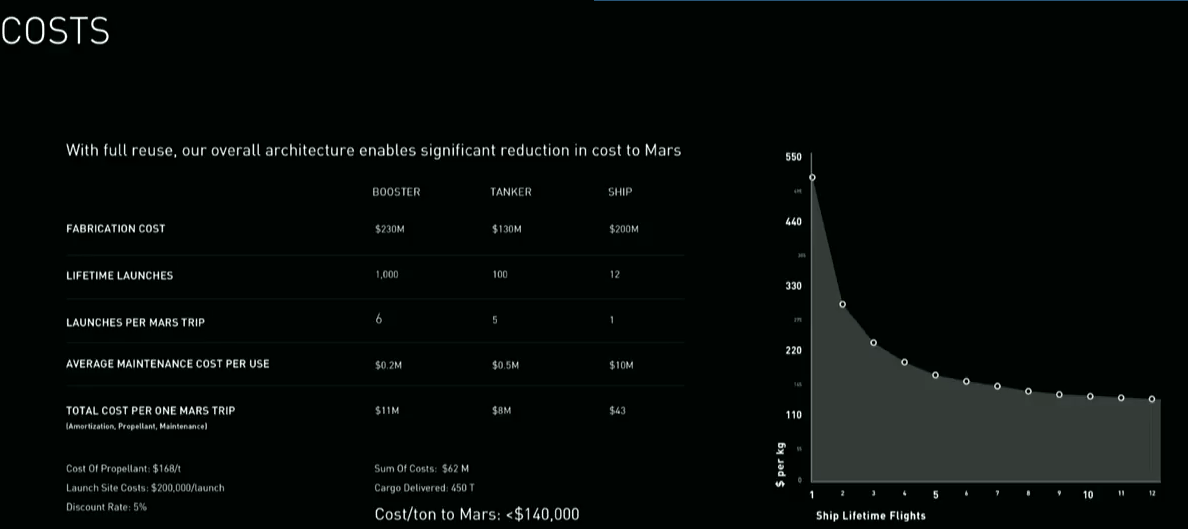 COSTS
With full reuse, our overall architecture enables significant reduction in cost to Mars
BOOSTER TANKER SHIP
FABRICATION COST $230M $130M $200M
LIFETIME LAUNCHES 1,000 100 12
LAUNCHES PER MARS TRIP 6 5 1
AVERAGE MAINTENANCE COST PER USE $0.2M $0.5M $10M
TOTAL COST PER ONE MARS TRIP $11M $8M $43
(Amortization, Propellant, Maintenance)
Cost Of Propellant: $168/t
Launch Site Costs: $200,000/launch
Discount Rate: 5%
Sum Of Costs: $62 M
Cargo Delivered: 450 T
Cost/ton to Mars: <$140,000
550
440
330
220
110
0
$ per kg
1 2 3 4 5 6 7 8 9 10 11 12
Ship Lifetime Flights